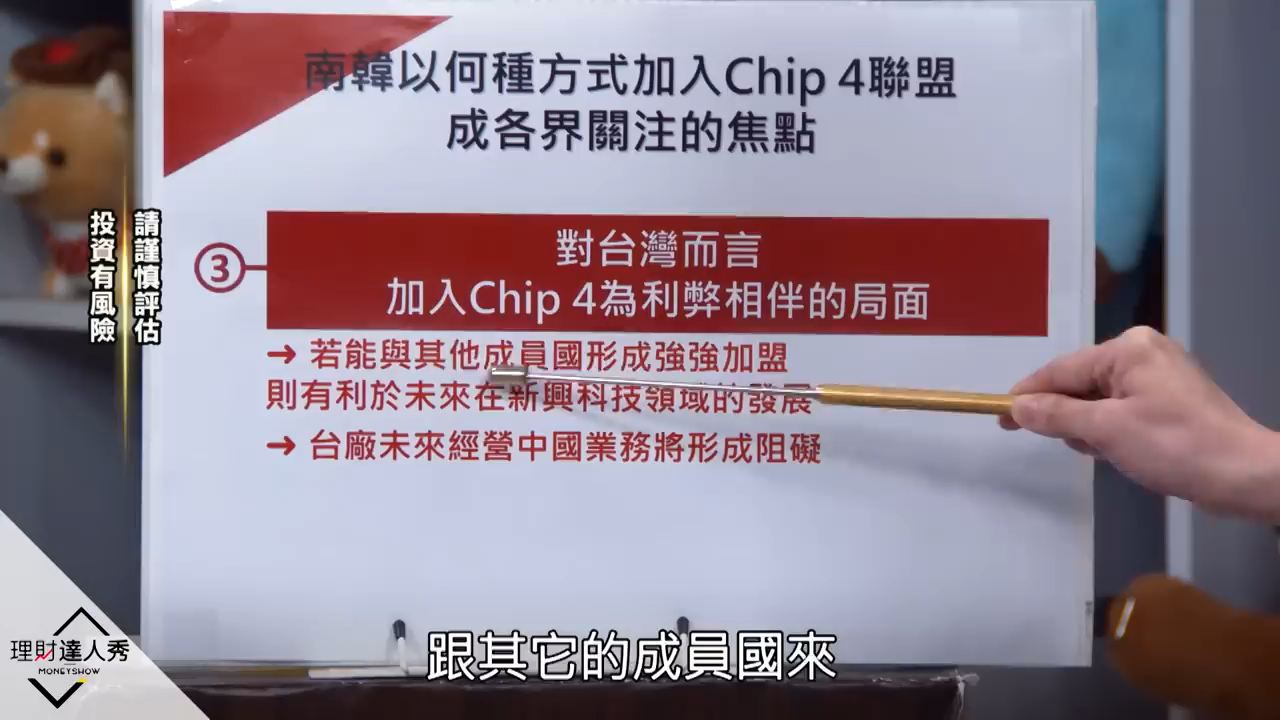 南韓以何種方式加入Chip 4聯盟
成各界關注的焦點
3
對台灣而言
加入Chip 4為利弊相伴的局面
→ 若能與其他成員國形成強強加盟
則有利於未來在新興科技領域的發展
→ 台廠未來經營中國業務將形成阻礙
請謹慎評估
投資有風險
理財達人秀
MONEYSHOW
跟其它的成員國來